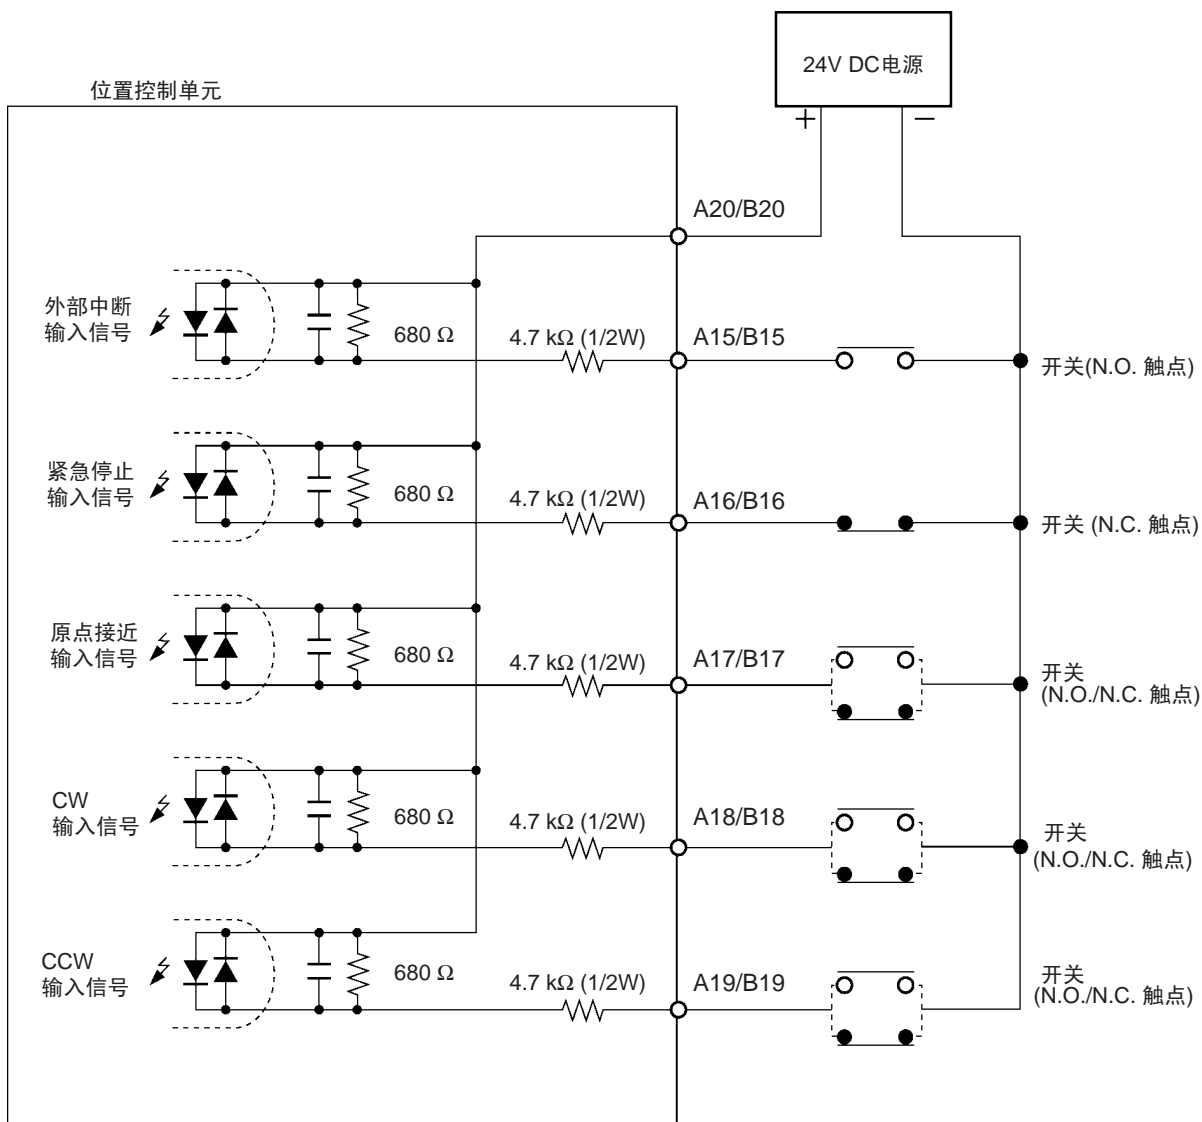 24V DC电源
位置控制单元
+
−
A20/B20
外部中断
输入信号
680 Ω
4.7 kΩ (1/2W)
A15/B15
开关(N.O. 触点)
紧急停止
输入信号
680 Ω
4.7 kΩ (1/2W)
A16/B16
开关 (N.C. 触点)
原点接近
输入信号
680 Ω
4.7 kΩ (1/2W)
A17/B17
开关
(N.O./N.C. 触点)
CW
输入信号
680 Ω
4.7 kΩ (1/2W)
A18/B18
开关
(N.O./N.C. 触点)
CCW
输入信号
680 Ω
4.7 kΩ (1/2W)
A19/B19
开关
(N.O./N.C. 触点)